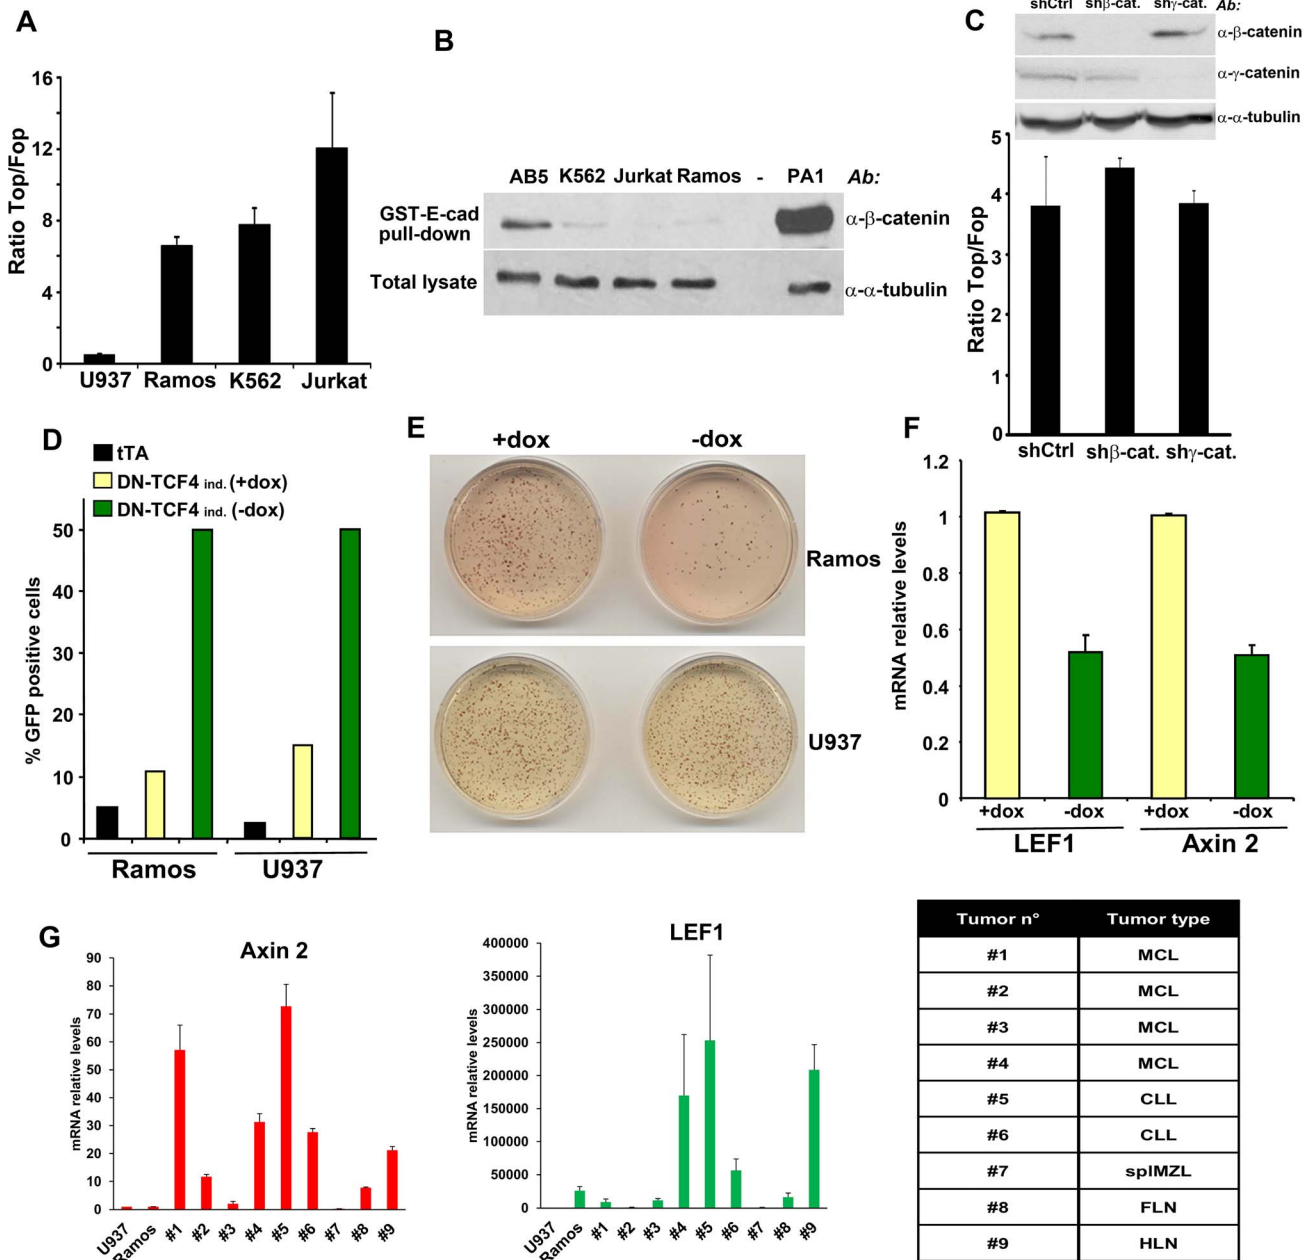 A
16
12
8
4
0
Ratio Top/Fop
U937 Ramos K562 Jurkat
B
AB5 K562 Jurkat Ramos - PA1 Ab:
GST-E-cad
pull-down
α-β-catenin
Total lysate
α-α-tubulin
C
shCtrl shβ-cat. shγ-cat. Ab:
α-β-catenin
α-γ-catenin
α-α-tubulin
5
4
3
2
1
0
Ratio Top/Fop
shCtrl shβ-cat. shγ-cat.
D
tTA
DN-TCF4 ind. (+dox)
DN-TCF4 ind. (-dox)
50
40
30
20
10
0
% GFP positive cells
Ramos U937
E
+dox -dox
Ramos
U937
F
1.2
1
0.8
0.6
0.4
0.2
0
mRNA relative levels
+dox -dox +dox -dox
LEF1 Axin 2
G
Axin 2
90
80
70
60
50
40
30
20
10
0
mRNA relative levels
U937 Ramos #1 #2 #3 #4 #5 #6 #7 #8 #9
LEF1
400000
350000
300000
250000
200000
150000
100000
50000
0
mRNA relative levels
U937 Ramos #1 #2 #3 #4 #5 #6 #7 #8 #9
Tumor n° Tumor type
#1 MCL
#2 MCL
#3 MCL
#4 MCL
#5 CLL
#6 CLL
#7 splMZL
#8 FLN
#9 HLN